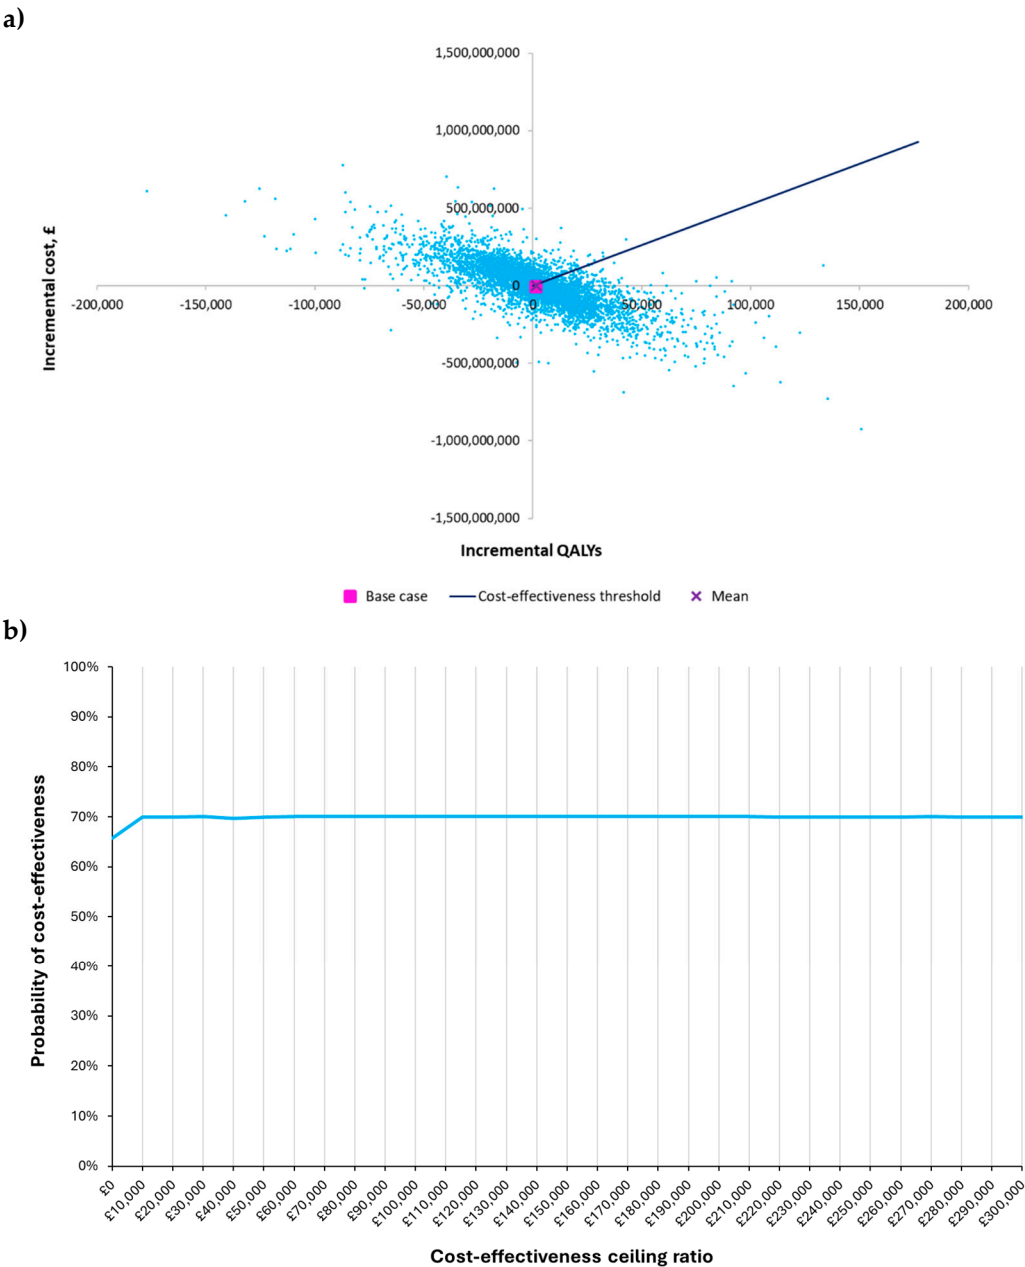 a)
1,500,000,000
1,000,000,000
500,000,000
0
-200,000 -150,000 -100,000 -50,000 0 50,000 100,000 150,000 200,000
-500,000,000
-1,000,000,000
-1,500,000,000
Incremental cost, £
Incremental QALYs
Base case Cost-effectiveness threshold Mean
b)
100%
90%
80%
70%
60%
50%
40%
30%
20%
10%
0%
Probability of cost-effectiveness
£0 £10,000 £20,000 £30,000 £40,000 £50,000 £60,000 £70,000 £80,000 £90,000 £100,000 £110,000 £120,000 £130,000 £140,000 £150,000 £160,000 £170,000 £180,000 £190,000 £200,000 £210,000 £220,000 £230,000 £240,000 £250,000 £260,000 £270,000 £280,000 £290,000 £300,000
Cost-effectiveness ceiling ratio